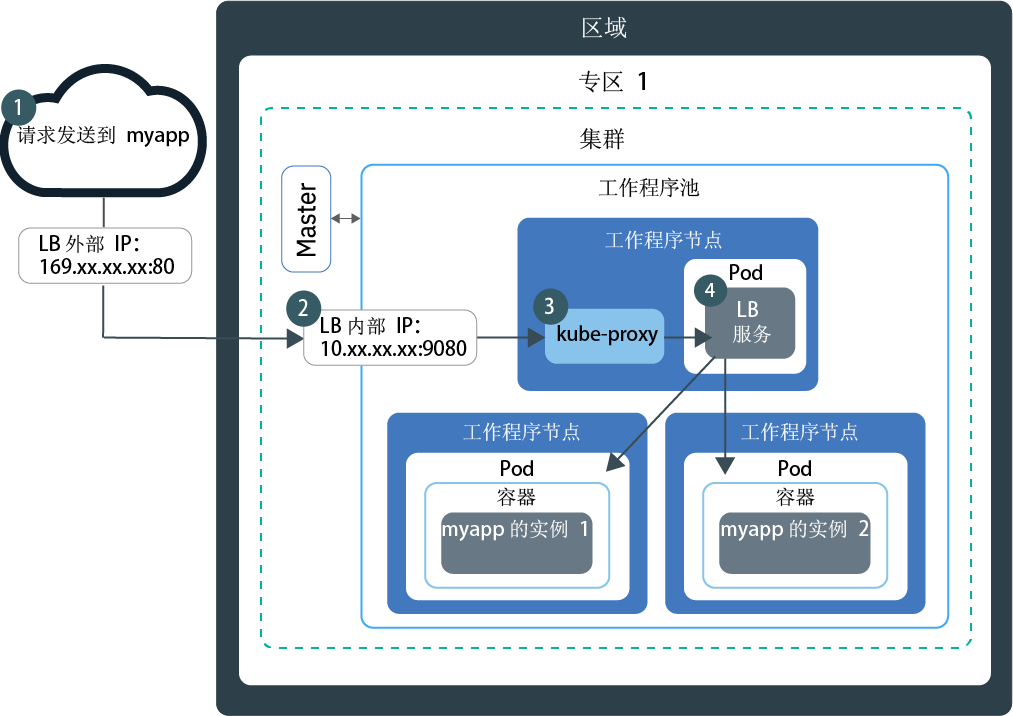 区域
专区 1
集群
1
请求发送到 myapp
LB 外部 IP:
169.xx.xx.xx:80
Master
工作程序池
工作程序节点
Pod
2
LB 内部 IP:
10.xx.xx.xx:9080
3
kube-proxy
4
LB
服务
工作程序节点
Pod
容器
myapp 的实例 1
工作程序节点
Pod
容器
myapp 的实例 2